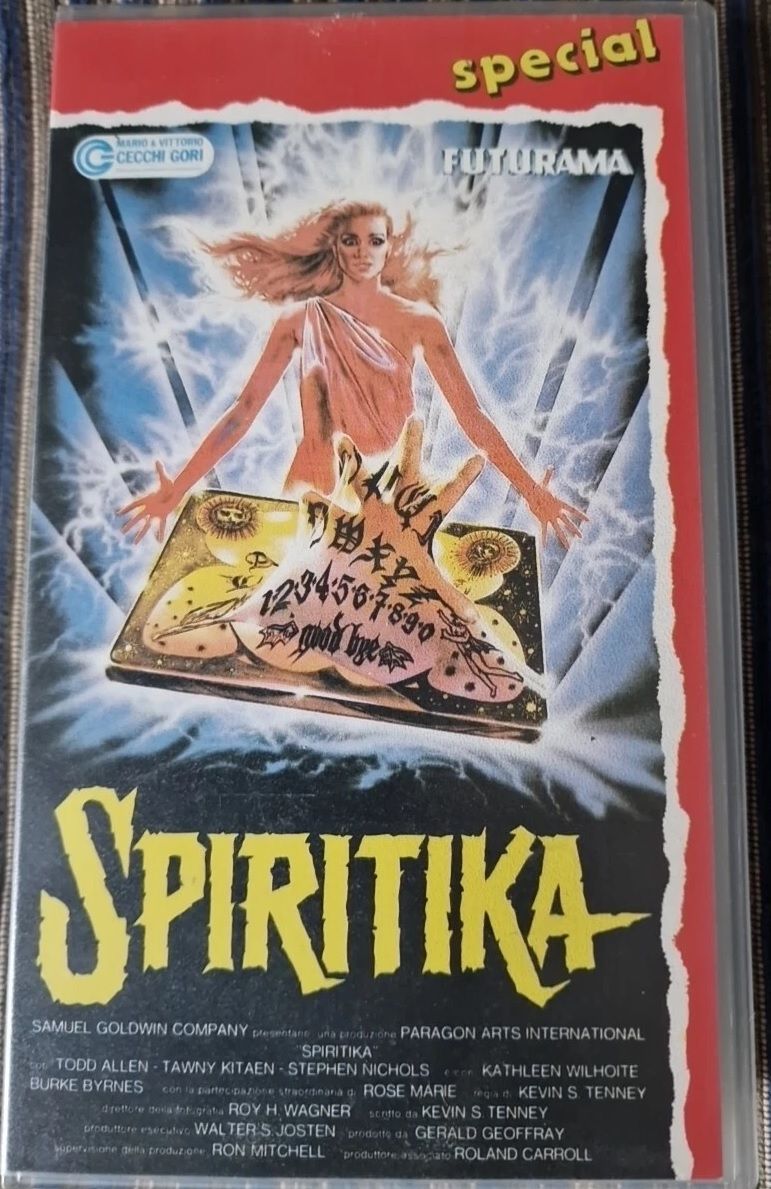 special
MARIO & VITTORIO
CECCHI GORI
FUTURAMA
1·2·3·4·5·6·7·8·9·0
good bye
SPIRITIKA
SAMUEL GOLDWIN COMPANY presentano una produzione PARAGON ARTS INTERNATIONAL
"SPIRITIKA"
con TODD ALLEN - TAWNY KITAEN - STEPHEN NICHOLS e con KATHLEEN WILHOITE
BURKE BYRNES con la partecipazione straordinaria di ROSE MARIE regia di KEVIN S. TENNEY
direttore della fotografia ROY H. WAGNER scritto da KEVIN S. TENNEY
produttore esecutivo WALTER S. JOSTEN prodotto da GERALD GEOFFRAY
supervisione della produzione RON MITCHELL produttore associato ROLAND CARROLL